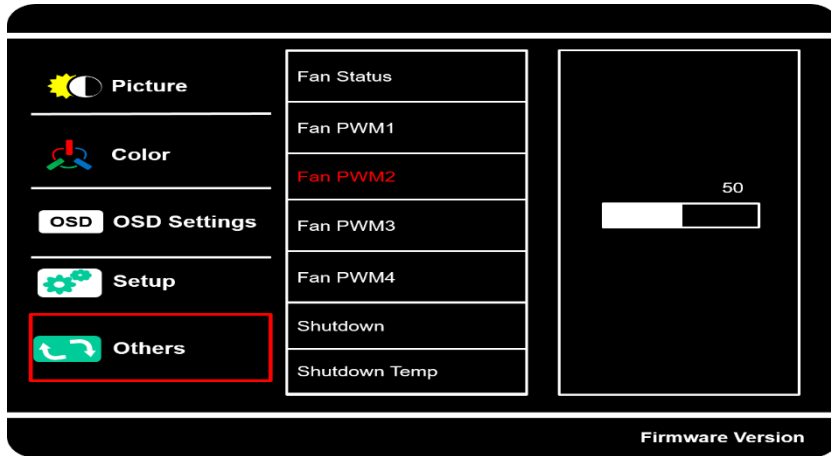 Picture
Color
OSD OSD Settings
Setup
Others
Fan Status
Fan PWM1
Fan PWM2
Fan PWM3
Fan PWM4
Shutdown
Shutdown Temp
50
Firmware Version